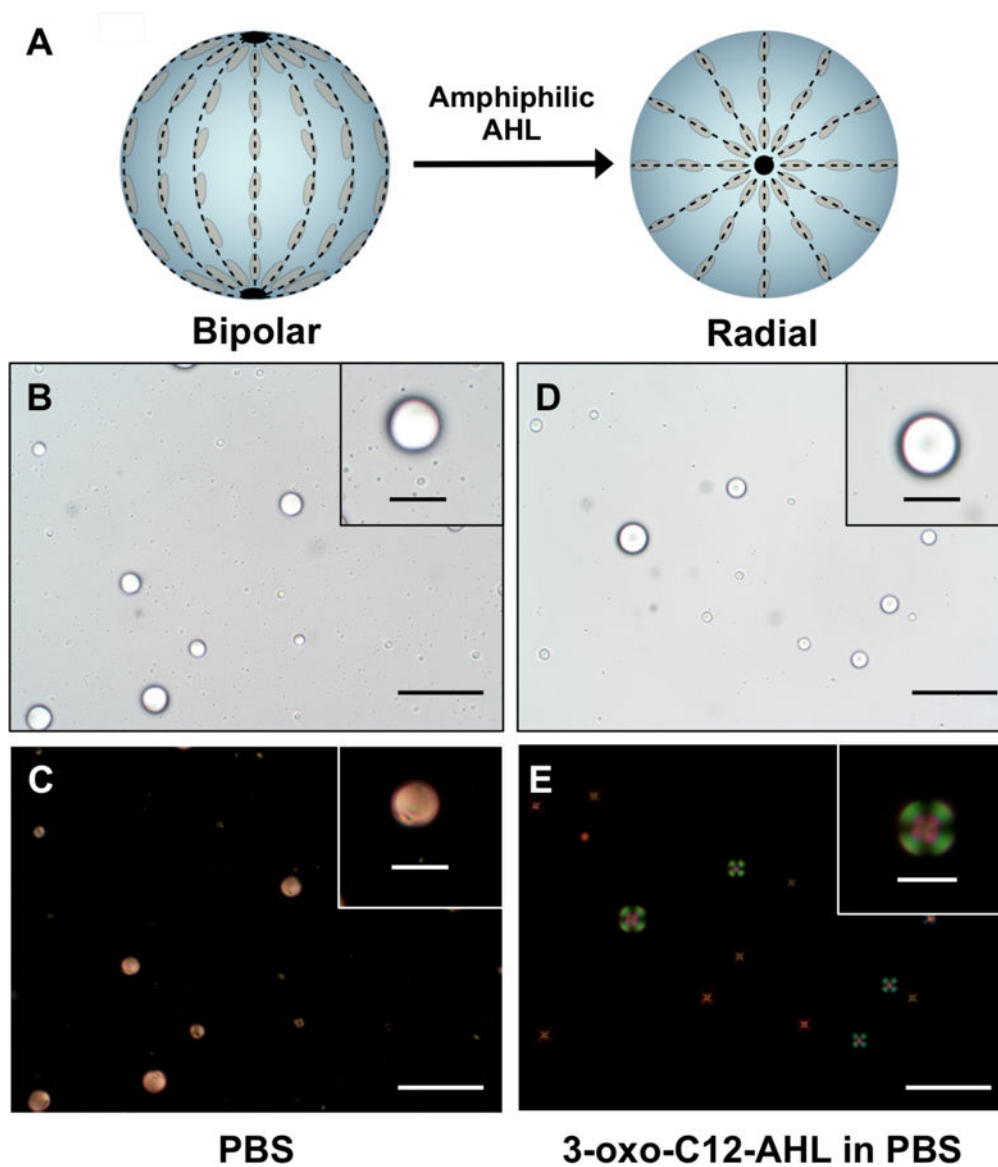 A
Amphiphilic
AHL
Bipolar
Radial
B
D
C
E
PBS
3-oxo-C12-AHL in PBS